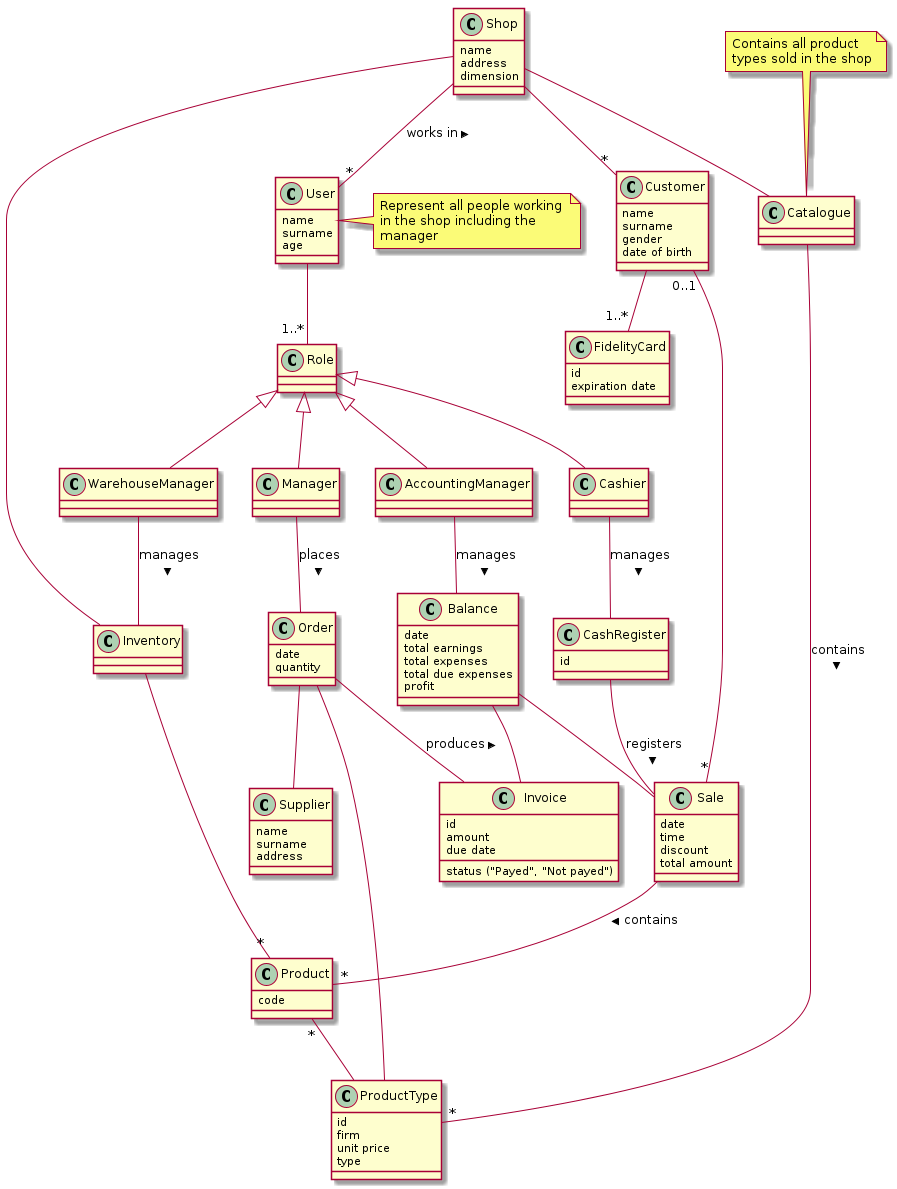 C Shop
name
address
dimension
Contains all product
types sold in the shop
works in ▶
*
*
C User
name
surname
age
Represent all people working
in the shop including the
manager
C Customer
name
surname
gender
date of birth
C Catalogue
0..1
1..*
1..*
C Role
C FidelityCard
id
expiration date
C WarehouseManager
C Manager
C AccountingManager
C Cashier
manages
▼
places
▼
manages
▼
manages
▼
C Inventory
C Order
date
quantity
C Balance
date
total earnings
total expenses
total due expenses
profit
C CashRegister
id
contains
▼
produces ▶
registers
▼
*
C Supplier
name
surname
address
C Invoice
id
amount
due date
status ("Payed", "Not payed")
C Sale
date
time
discount
total amount
◀ contains
*
*
C Product
code
*
*
C ProductType
id
firm
unit price
type